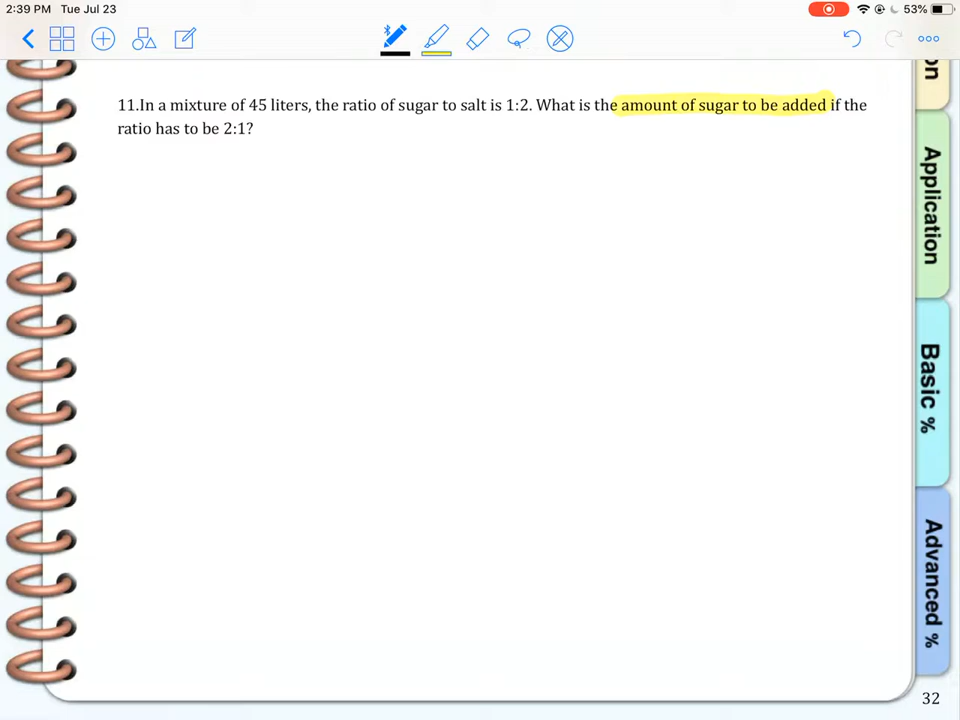 2:39 PM Tue Jul 23
53%
on
11.In a mixture of 45 liters, the ratio of sugar to salt is 1:2. What is the amount of sugar to be added if the
ratio has to be 2:1?
Application
Basic %
Advanced %
32